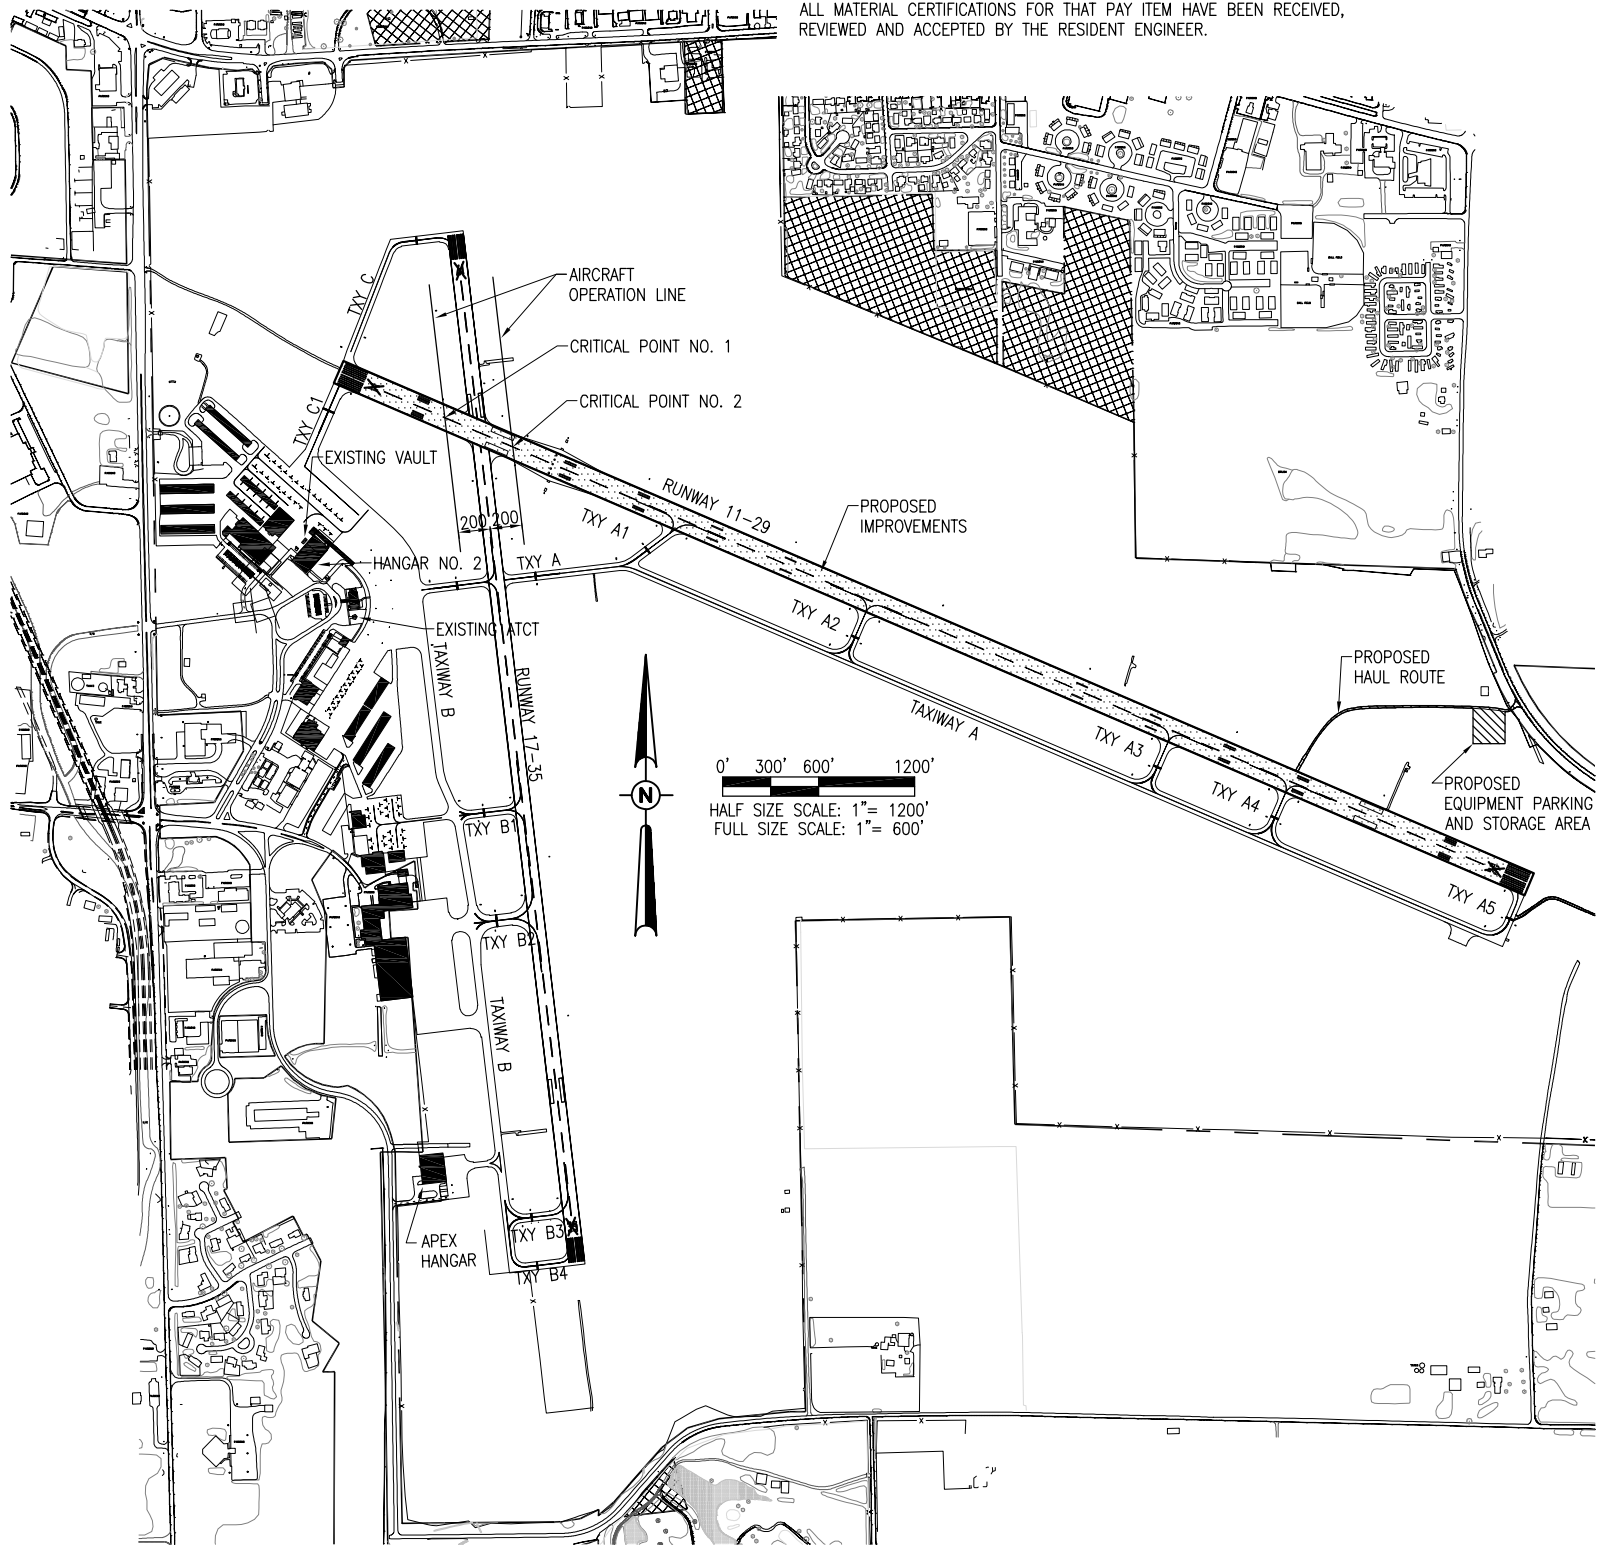 ALL MATERIAL CERTIFICATIONS FOR THAT PAY ITEM HAVE BEEN RECEIVED,
REVIEWED AND ACCEPTED BY THE RESIDENT ENGINEER.
AIRCRAFT
OPERATION LINE
TXY C
CRITICAL POINT NO. 1
CRITICAL POINT NO. 2
TXY C1
EXISTING VAULT
RUNWAY 11-29
PROPOSED
IMPROVEMENTS
200 200
TXY A1
HANGAR NO. 2
TXY A
TXY A2
EXISTING ATCT
TAXIWAY B
RUNWAY 17-35
PROPOSED
HAUL ROUTE
TAXIWAY A
TXY A3
TXY A4
N
0' 300' 600' 1200'
HALF SIZE SCALE: 1"= 1200'
FULL SIZE SCALE: 1"= 600'
PROPOSED
EQUIPMENT PARKING
AND STORAGE AREA
TXY B1
TXY A5
TXY B2
TAXIWAY B
APEX
HANGAR
TXY B3
TXY B4